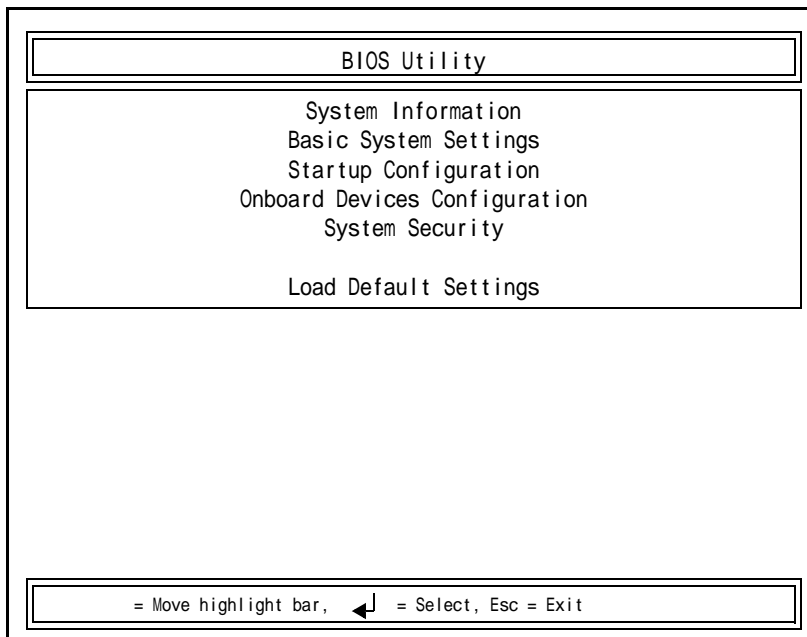 BIOS Utility
System Information
Basic System Settings
Startup Configuration
Onboard Devices Configuration
System Security
Load Default Settings
= Move highlight bar, ↵ = Select, Esc = Exit